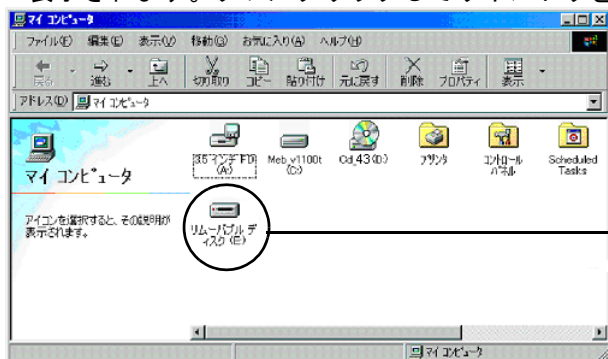 マイ コンピュータ
ファイル(F) 編集(E) 表示(V) 移動(G) お気に入り(A) ヘルプ(H)
戻る 進む 上へ 切り取り コピー 貼り付け 元に戻す 削除 プロパティ 表示
アドレス(D) マイ コンピュータ
マイ コンピュータ
アイコンを選択すると、その説明が
表示されます。
3.5 インチ FD
(A:)
Meb_v1100t
(C:)
Cd_43 (D:)
プリンタ
コントロール
パネル
Scheduled
Tasks
リムーバブル デ
ィスク (E:)
マイ コンピュータ